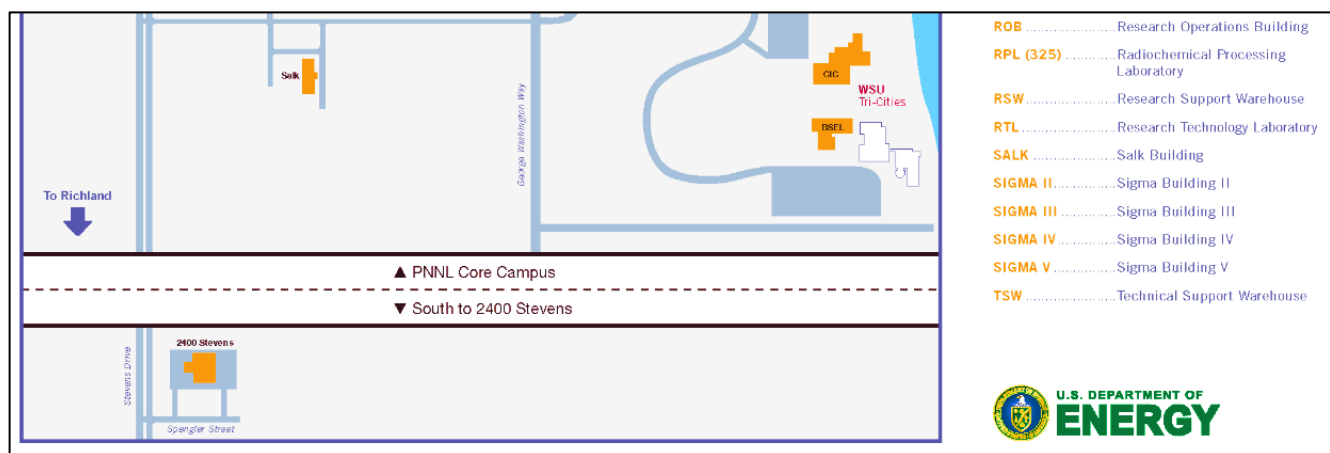 Salk
George Washington Way
CIC
WSU
Tri-Cities
BSEL
To Richland
▲ PNNL Core Campus
▼ South to 2400 Stevens
2400 Stevens
Stevens Drive
Spengler Street
ROB ..................... Research Operations Building
RPL (325) ............ Radiochemical Processing
Laboratory
RSW ..................... Research Support Warehouse
RTL ...................... Research Technology Laboratory
SALK ................... Salk Building
SIGMA II............... Sigma Building II
SIGMA III ............. Sigma Building III
SIGMA IV ............. Sigma Building IV
SIGMA V .............. Sigma Building V
TSW ..................... Technical Support Warehouse
U.S. DEPARTMENT OF
ENERGY